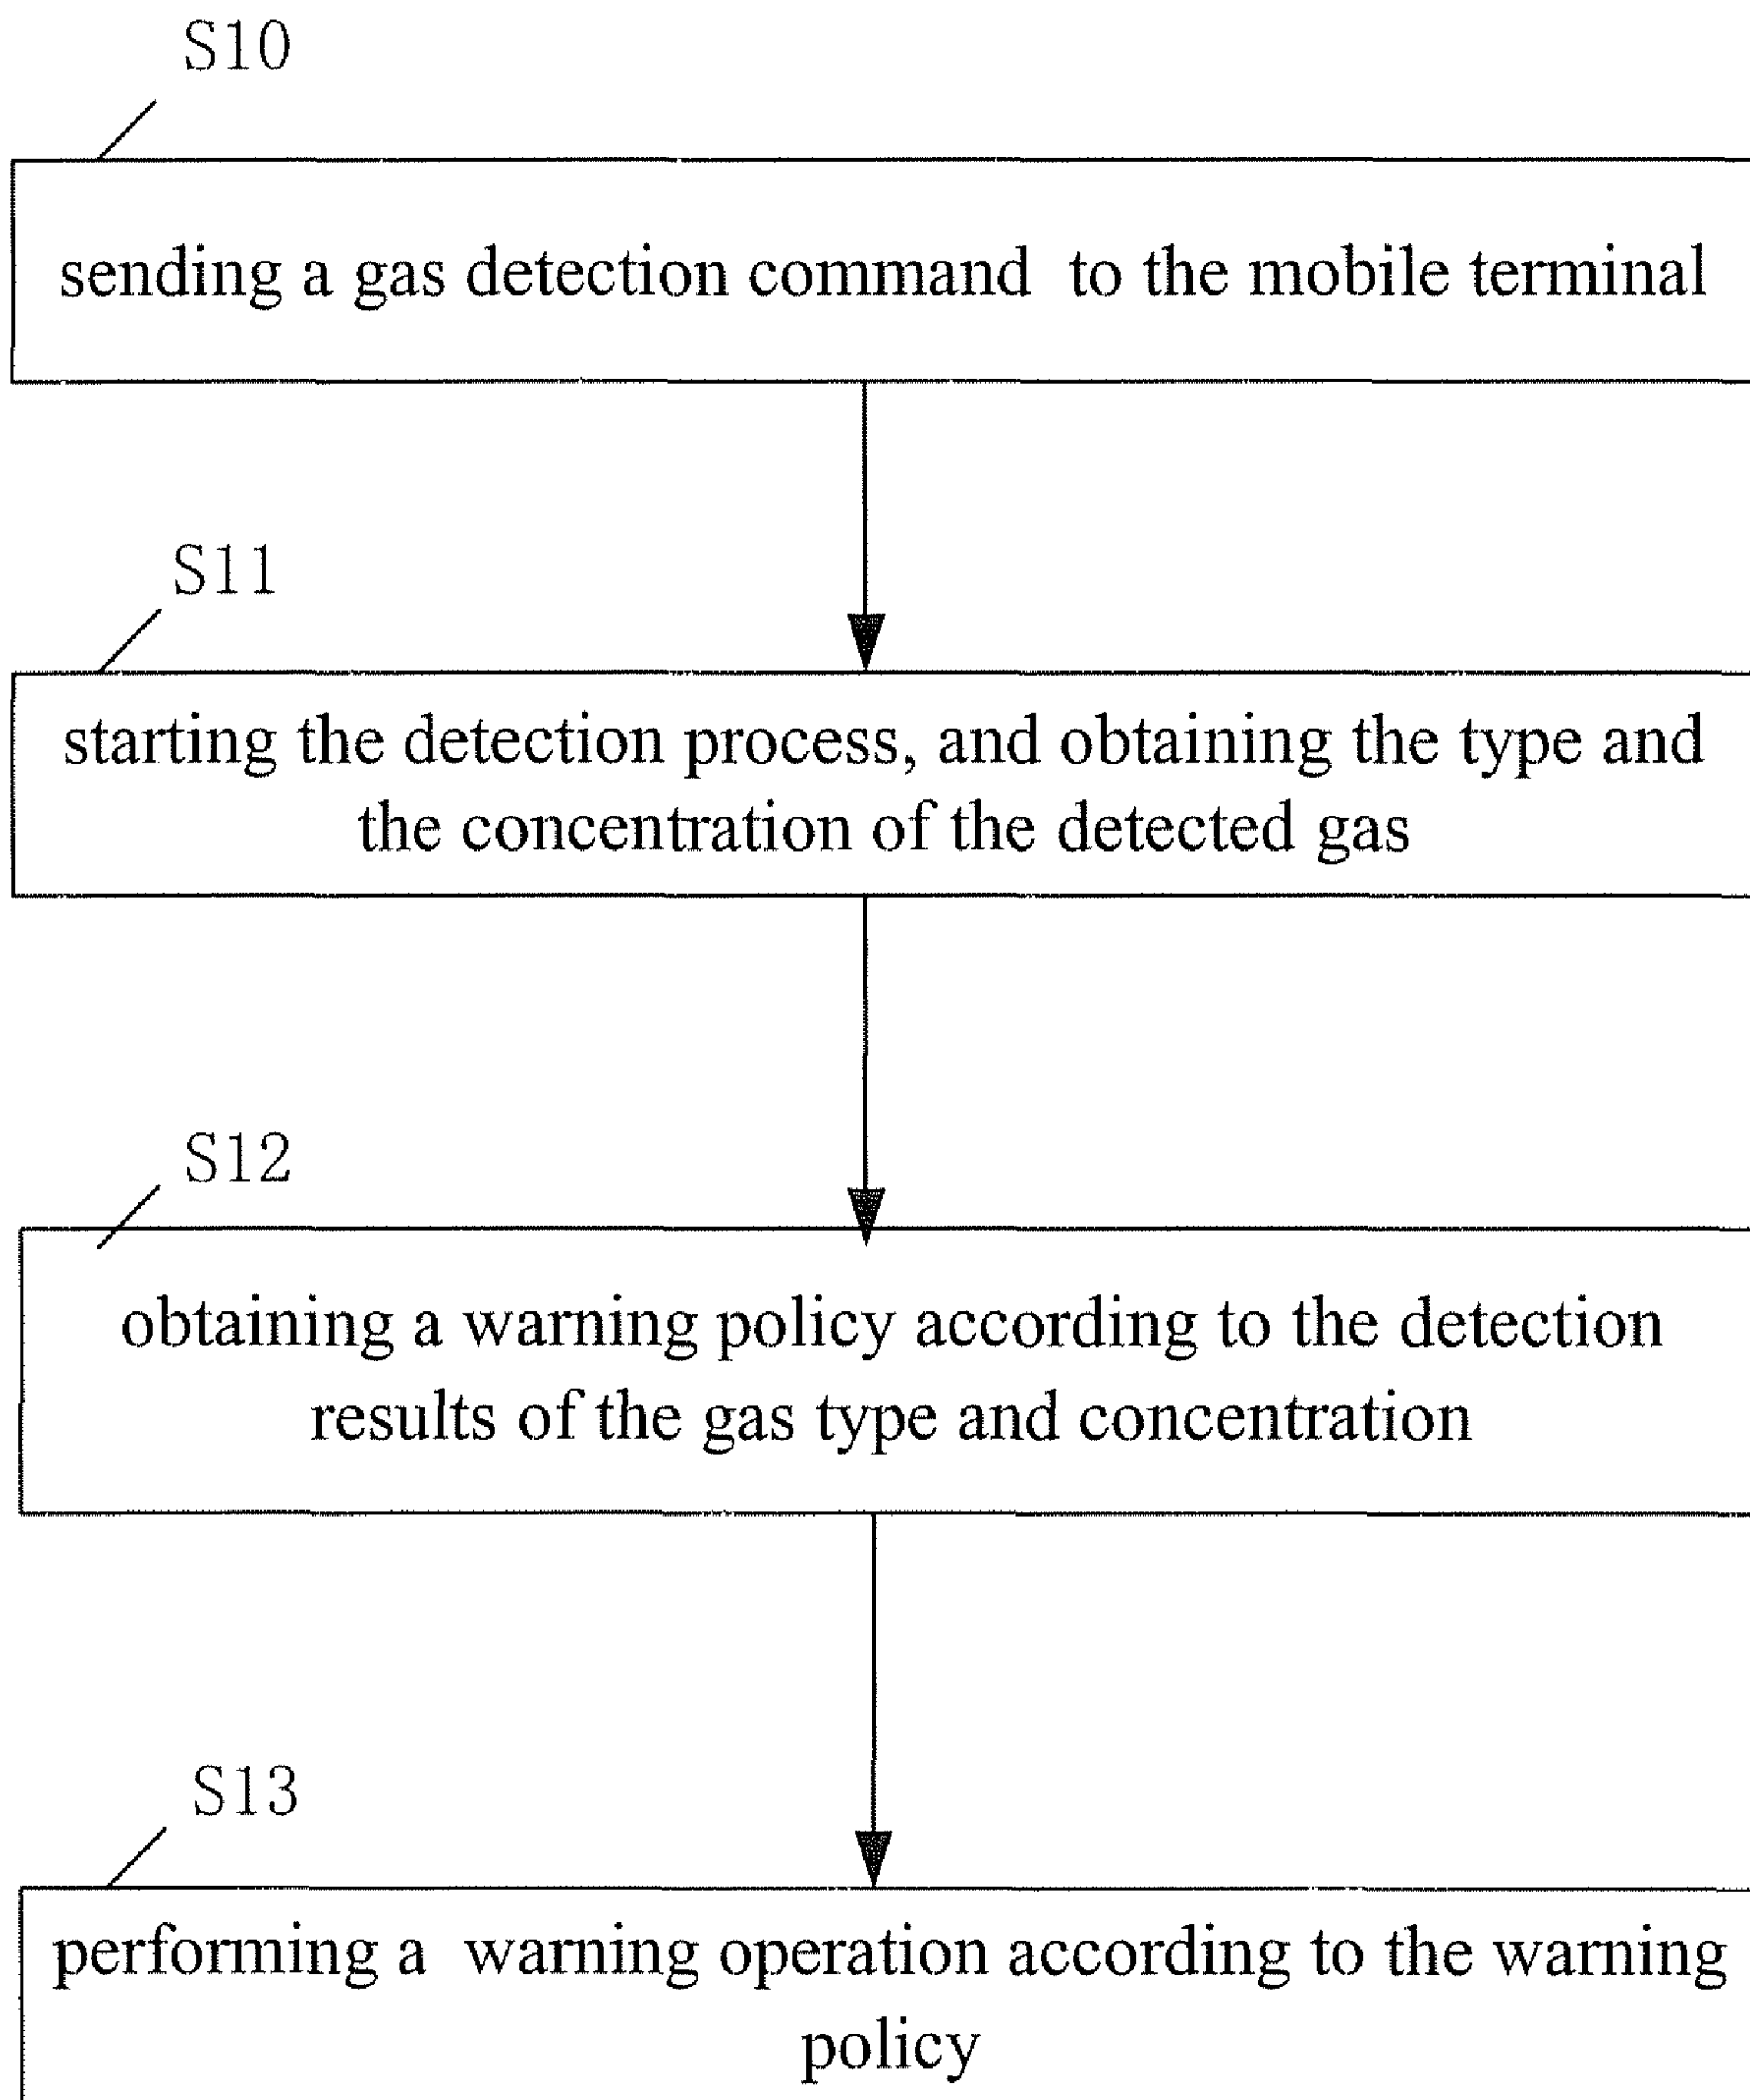 S10
sending a gas detection command to the mobile terminal
S11
starting the detection process, and obtaining the type and
the concentration of the detected gas
S12
obtaining a warning policy according to the detection
results of the gas type and concentration
S13
performing a warning operation according to the warning
policy